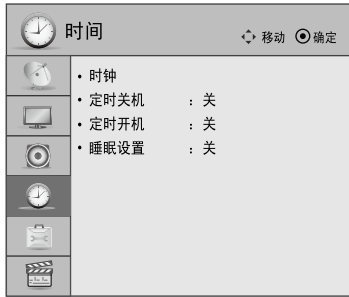 时间 移动 确定
• 时钟
• 定时关机 ：关
• 定时开机 ：关
• 睡眠设置 ：关